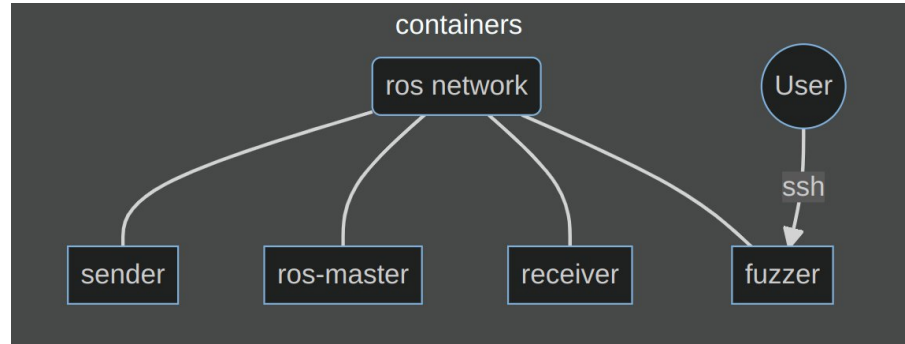 containers
ros network
User
ssh
sender
ros-master
receiver
fuzzer